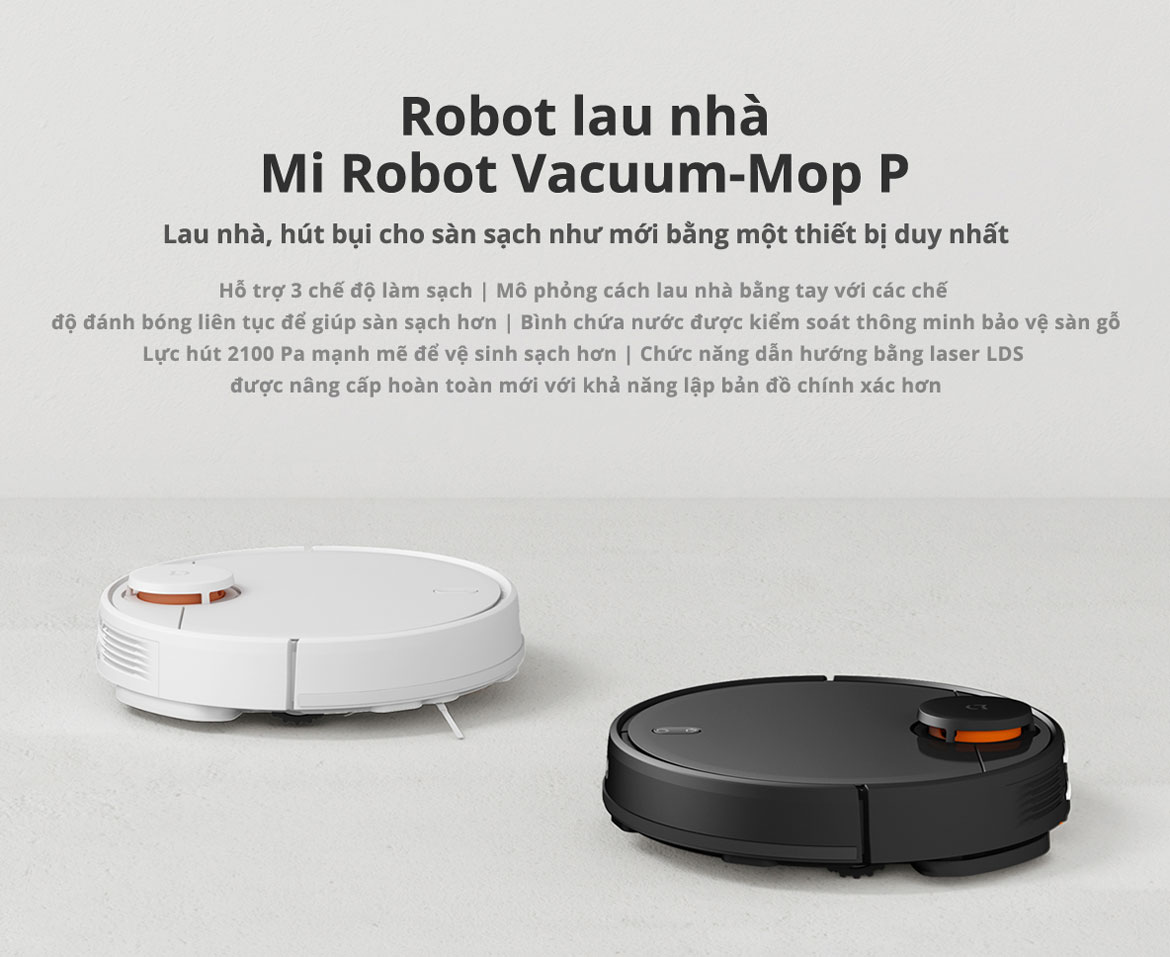 Robot lau nhà
Mi Robot Vacuum-Mop P
Lau nhà, hút bụi cho sàn sạch như mới bằng một thiết bị duy nhất
Hỗ trợ 3 chế độ làm sạch | Mô phỏng cách lau nhà bằng tay với các chế
độ đánh bóng liên tục để giúp sàn sạch hơn | Bình chứa nước được kiểm soát thông minh bảo vệ sàn gỗ
Lực hút 2100 Pa mạnh mẽ để vệ sinh sạch hơn | Chức năng dẫn hướng bằng laser LDS
được nâng cấp hoàn toàn mới với khả năng lập bản đồ chính xác hơn